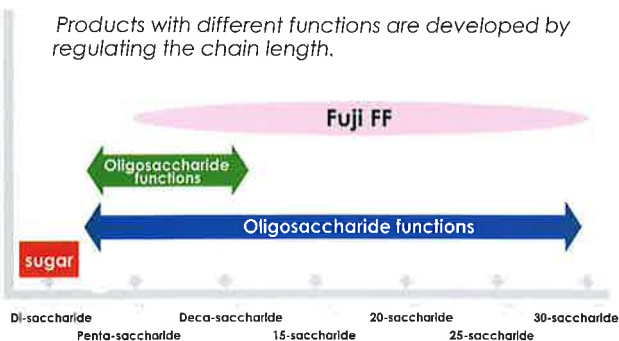 Products with different functions are developed by
regulating the chain length.
Fuji FF
Oligosaccharide
functions
Oligosaccharide functions
sugar
Di-saccharide
Penta-saccharide
Deca-saccharide
15-saccharide
20-saccharide
25-saccharide
30-saccharide